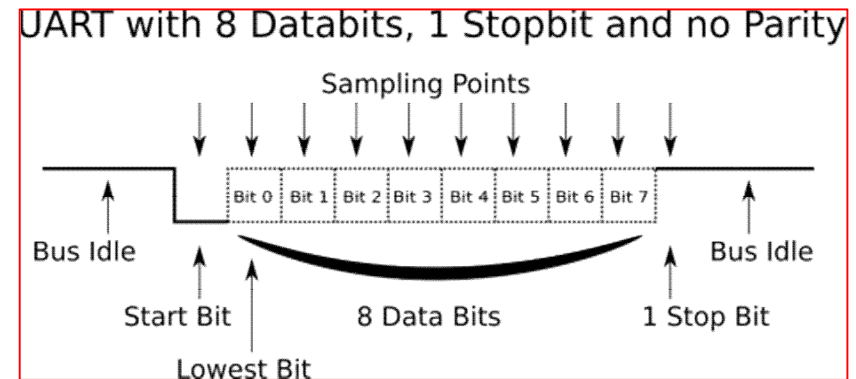 UART with 8 Databits, 1 Stopbit and no Parity
Sampling Points
Bit 0 Bit 1 Bit 2 Bit 3 Bit 4 Bit 5 Bit 6 Bit 7
Bus Idle Bus Idle
Start Bit 8 Data Bits 1 Stop Bit
Lowest Bit